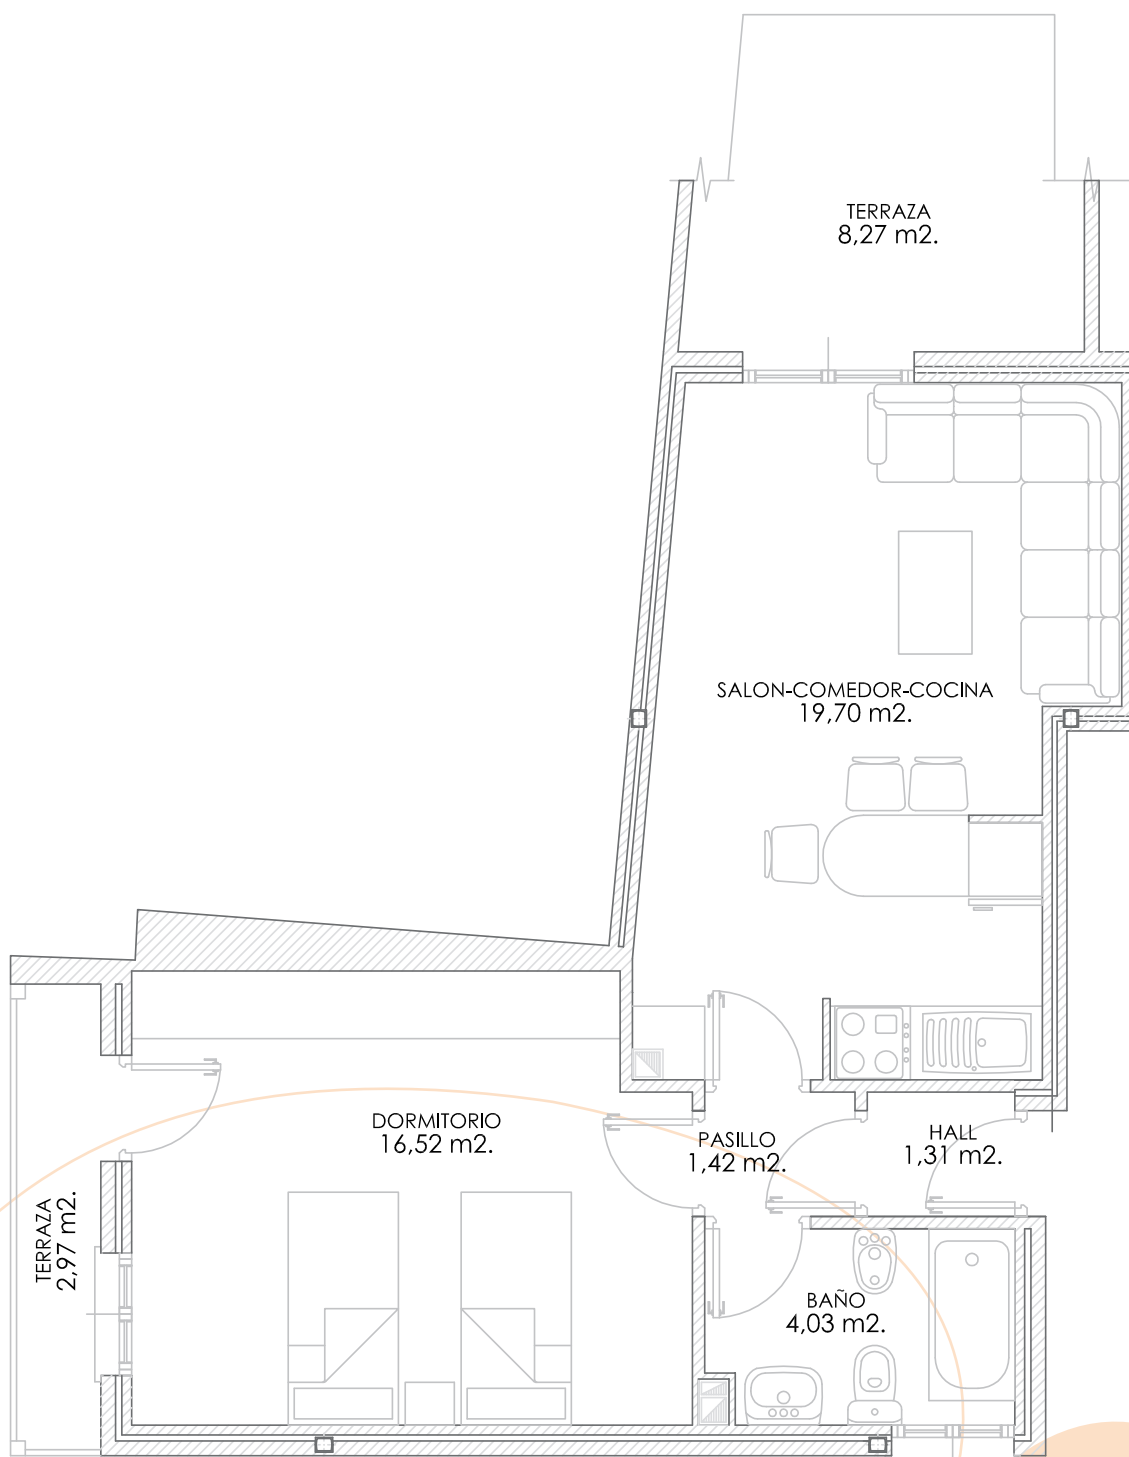 TERRAZA
8,27 m2.
SALON-COMEDOR-COCINA
19,70 m2.
DORMITORIO
16,52 m2.
PASILLO
1,42 m2.
HALL
1,31 m2.
TERRAZA
2,97 m2.
BAÑO
4,03 m2.